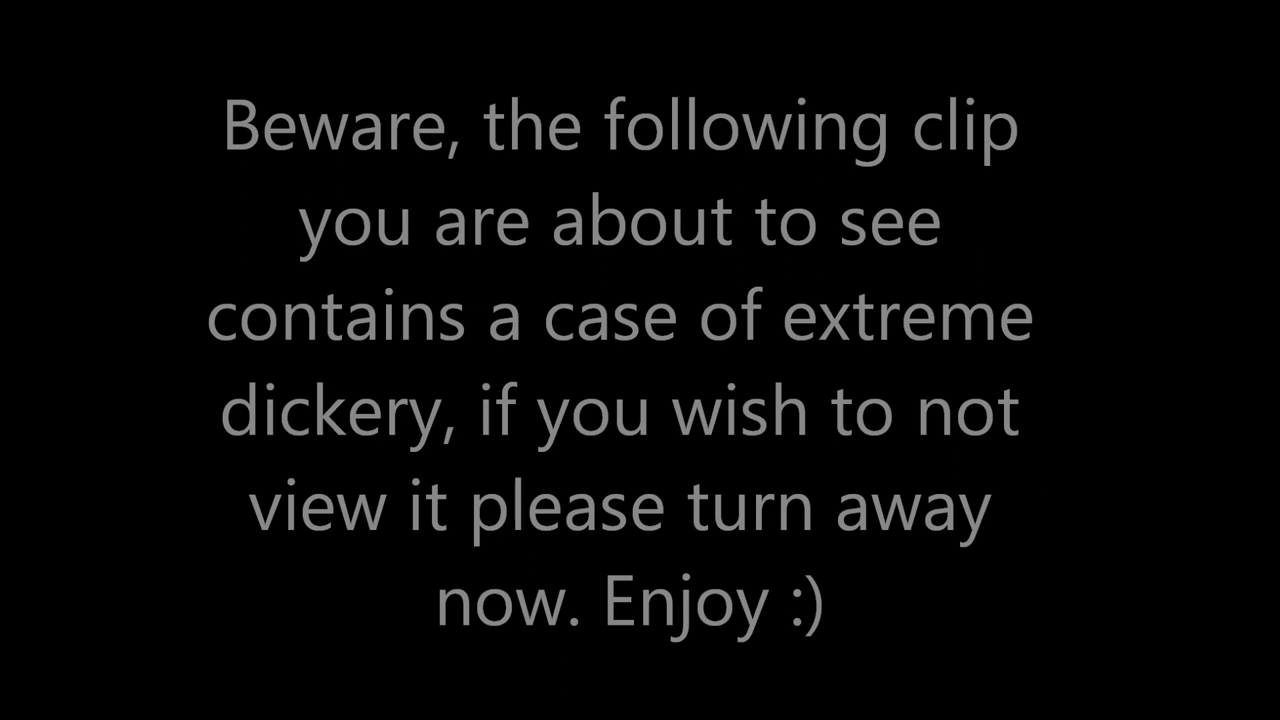 Beware, the following clip
you are about to see
contains a case of extreme
dickery, if you wish to not
view it please turn away
now. Enjoy :)